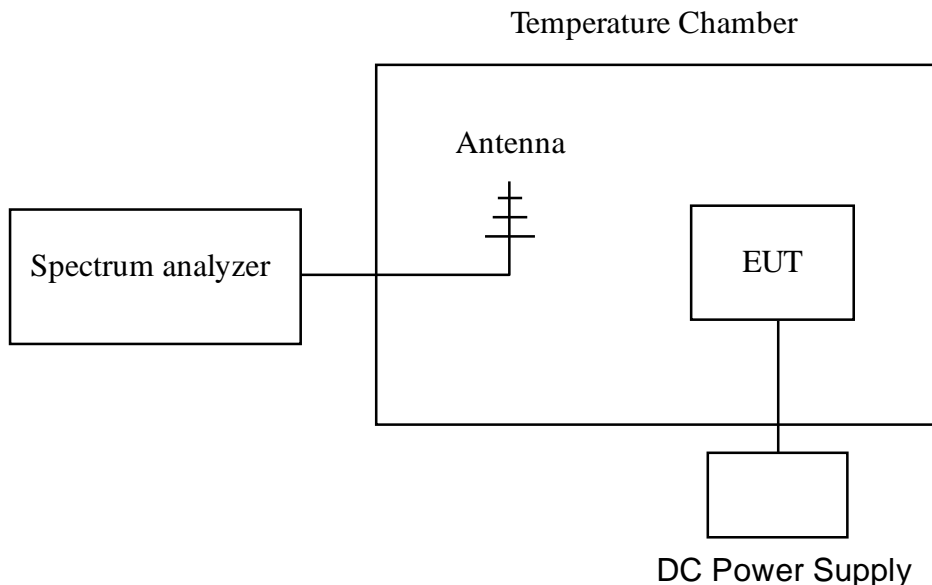 Temperature Chamber
Antenna
Spectrum analyzer
EUT
DC Power Supply